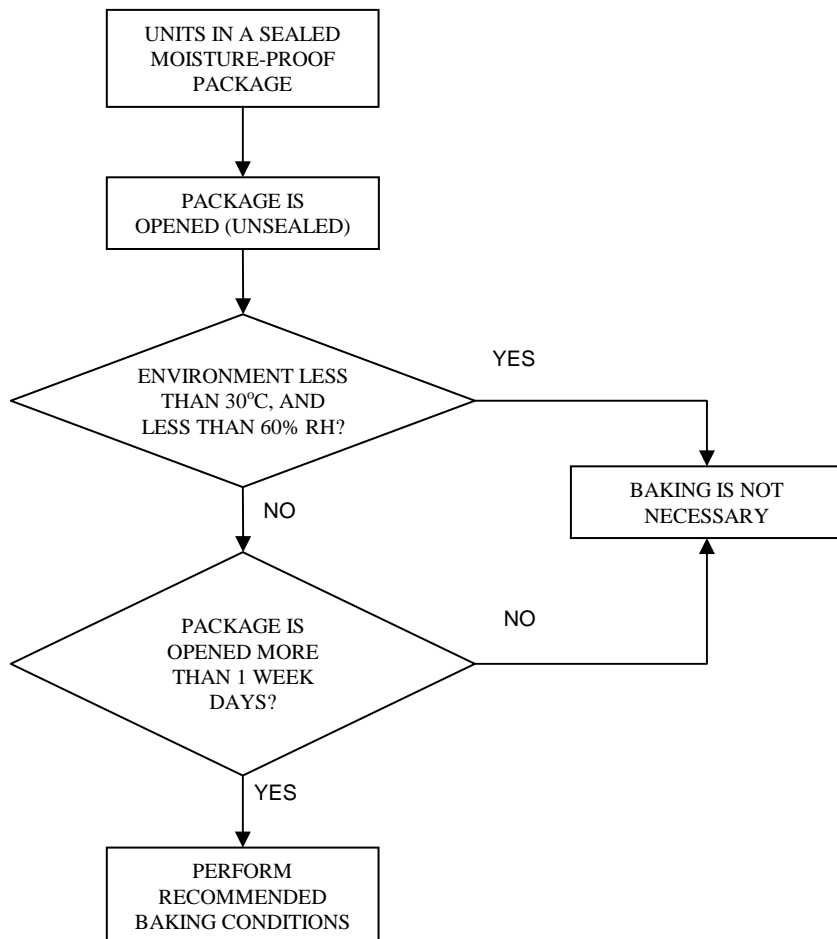 UNITS IN A SEALED
MOISTURE-PROOF
PACKAGE
PACKAGE IS
OPENED (UNSEALED)
ENVIRONMENT LESS
THAN 30°C, AND
LESS THAN 60% RH?
YES
BAKING IS NOT
NECESSARY
NO
PACKAGE IS
OPENED MORE
THAN 1 WEEK
DAYS?
NO
YES
PERFORM
RECOMMENDED
BAKING CONDITIONS